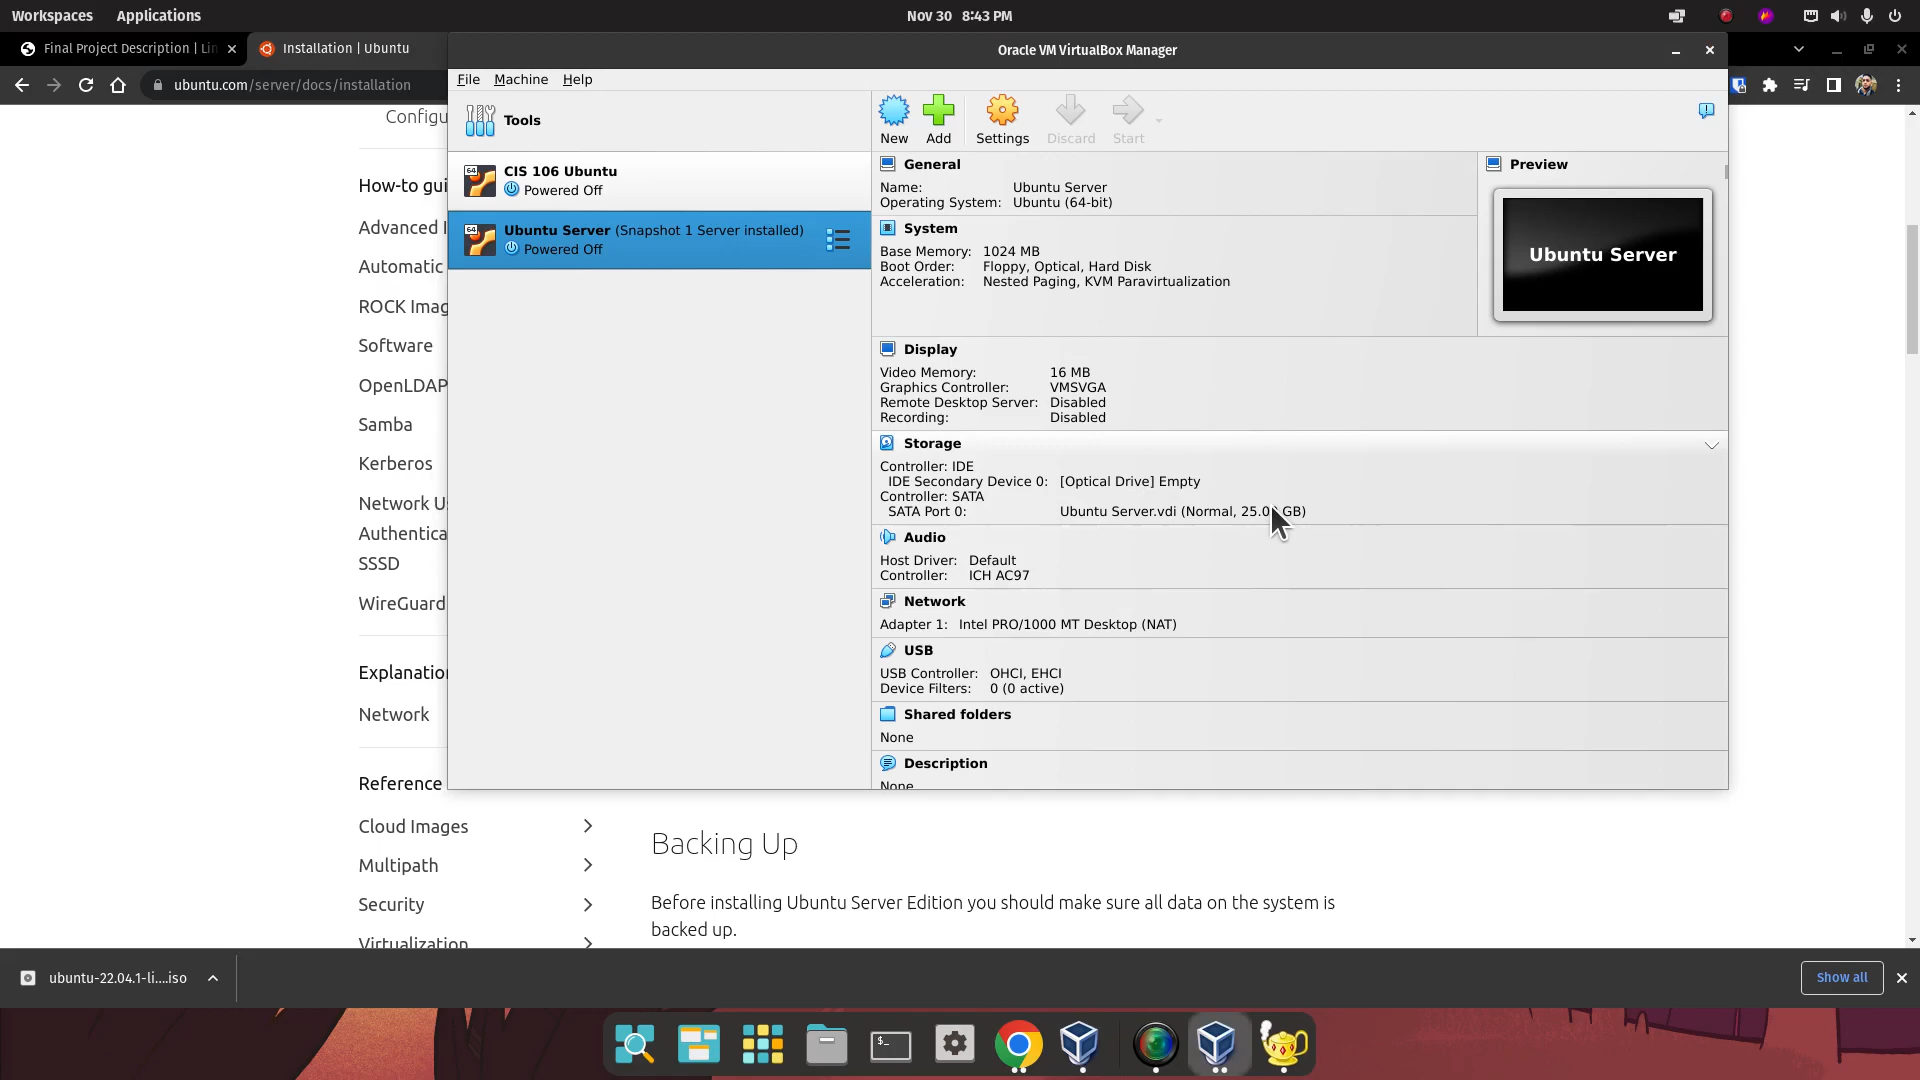 Workspaces Applications Nov 30 8:43 PM
Final Project Description | Lin
Installation | Ubuntu
ubuntu.com/server/docs/installation
Oracle VM VirtualBox Manager
File Machine Help
Tools
New Add Settings Discard Start
64
CIS 106 Ubuntu
Powered Off
64
Ubuntu Server (Snapshot 1 Server installed)
Powered Off
General
Name: Ubuntu Server
Operating System: Ubuntu (64-bit)
System
Base Memory: 1024 MB
Boot Order: Floppy, Optical, Hard Disk
Acceleration: Nested Paging, KVM Paravirtualization
Preview
Ubuntu Server
Display
Video Memory: 16 MB
Graphics Controller: VMSVGA
Remote Desktop Server: Disabled
Recording: Disabled
Storage
Controller: IDE
IDE Secondary Device 0: [Optical Drive] Empty
Controller: SATA
SATA Port 0: Ubuntu Server.vdi (Normal, GB)
Audio
Host Driver: Default
Controller: ICH AC97
Network
Adapter 1: Intel PRO/1000 MT Desktop (NAT)
USB
USB Controller: OHCI, EHCI
Device Filters: 0 (0 active)
Shared folders
None
Description
None
Configu
How-to gui
Advanced I
Automatic
ROCK Imag
Software
OpenLDAP
Samba
Kerberos
Network Us
Authentica
SSSD
WireGuard
Explanation
Network
Reference
Cloud Images
Multipath
Security
Virtualization
Backing Up
Before installing Ubuntu Server Edition you should make sure all data on the system is
backed up.
ubuntu-22.04.1-li....iso
Show all
$_